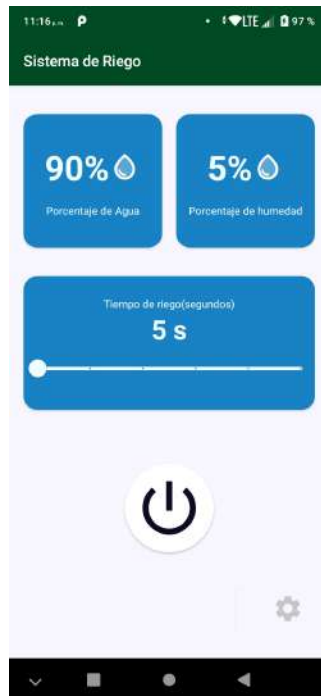 11:16 P LTE 97 %
Sistema de Riego
90% 5%
Porcentaje de Agua Porcentaje de humedad
Tiempo de riego(segundos)
5 s